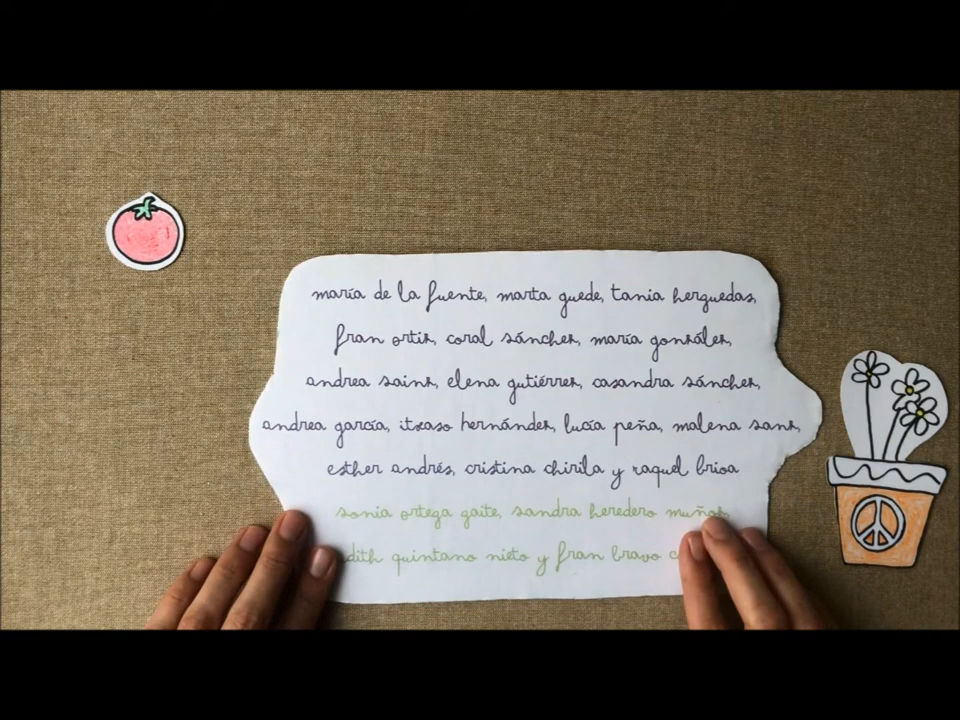 maría de la fuente, marta guede, tania herguedas,
fran ortiz, coral sánchez, maría gonzález,
andrea sainz, elena gutiérrez, casandra sánchez,
andrea garcía, itxaso hernández, lucía peña, malena sanz,
esther andrés, cristina chirila y raquel brioa
sonia ortega gaite, sandra heredero muñoz,
dith quintano nieto y fran bravo